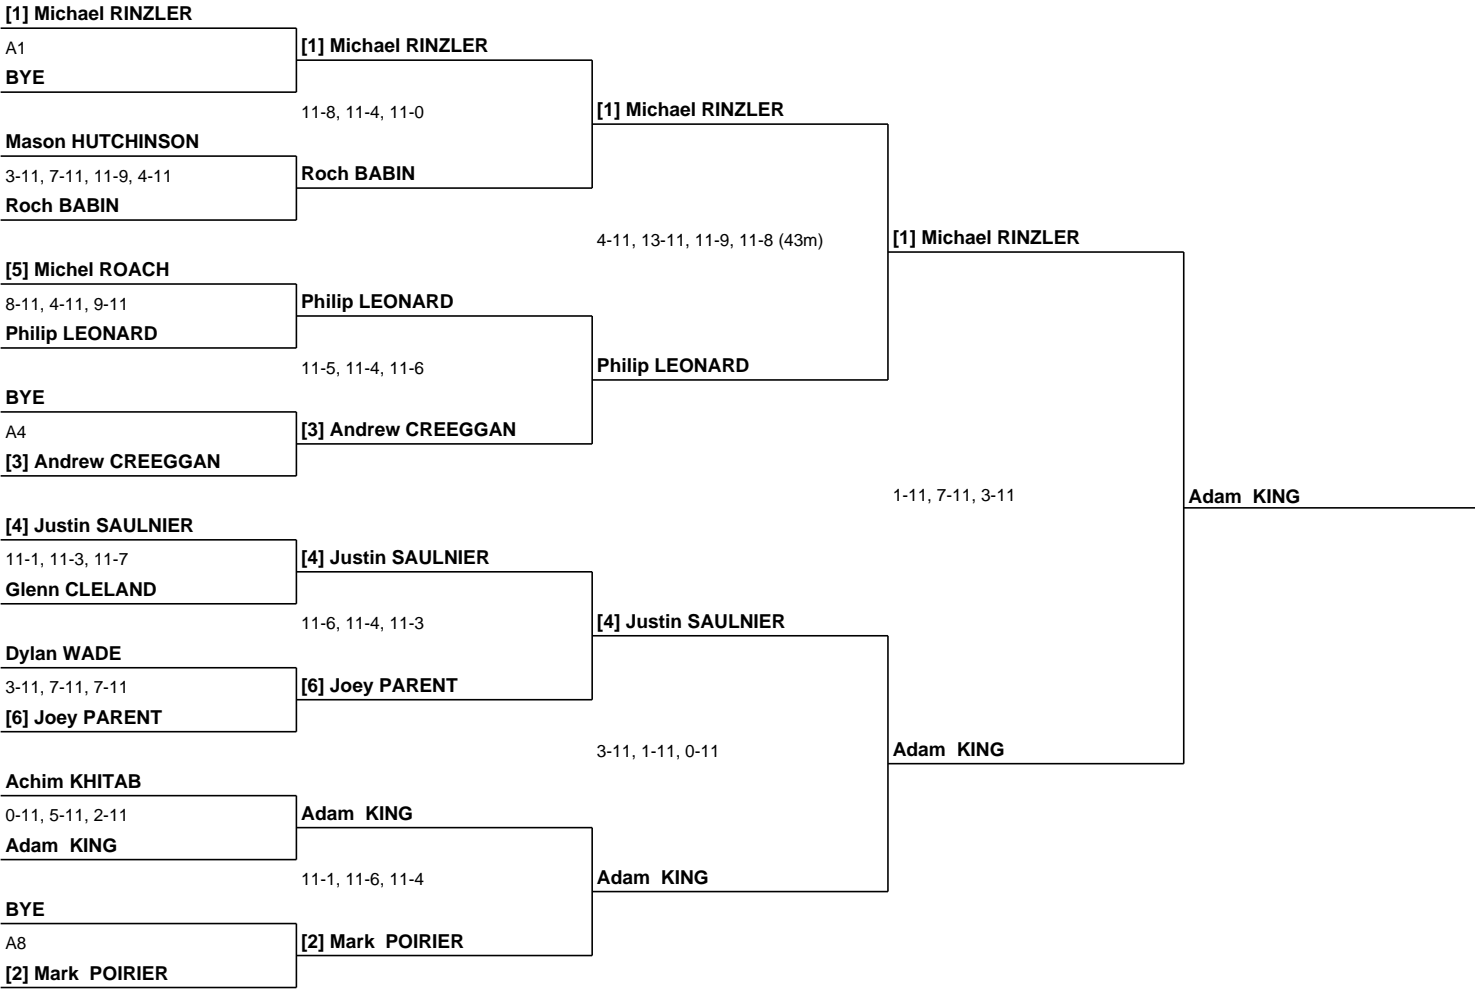 [1] Michael RINZLER
A1
BYE
Mason HUTCHINSON
3-11, 7-11, 11-9, 4-11
Roch BABIN
[5] Michel ROACH
8-11, 4-11, 9-11
Philip LEONARD
BYE
A4
[3] Andrew CREEGGAN
[4] Justin SAULNIER
11-1, 11-3, 11-7
Glenn CLELAND
Dylan WADE
3-11, 7-11, 7-11
[6] Joey PARENT
Achim KHITAB
0-11, 5-11, 2-11
Adam KING
BYE
A8
[2] Mark POIRIER
[1] Michael RINZLER
11-8, 11-4, 11-0
Roch BABIN
Philip LEONARD
11-5, 11-4, 11-6
[3] Andrew CREEGGAN
[4] Justin SAULNIER
11-6, 11-4, 11-3
[6] Joey PARENT
Adam KING
11-1, 11-6, 11-4
[2] Mark POIRIER
[1] Michael RINZLER
4-11, 13-11, 11-9, 11-8 (43m)
Philip LEONARD
[4] Justin SAULNIER
3-11, 1-11, 0-11
Adam KING
[1] Michael RINZLER
1-11, 7-11, 3-11
Adam KING
Adam KING